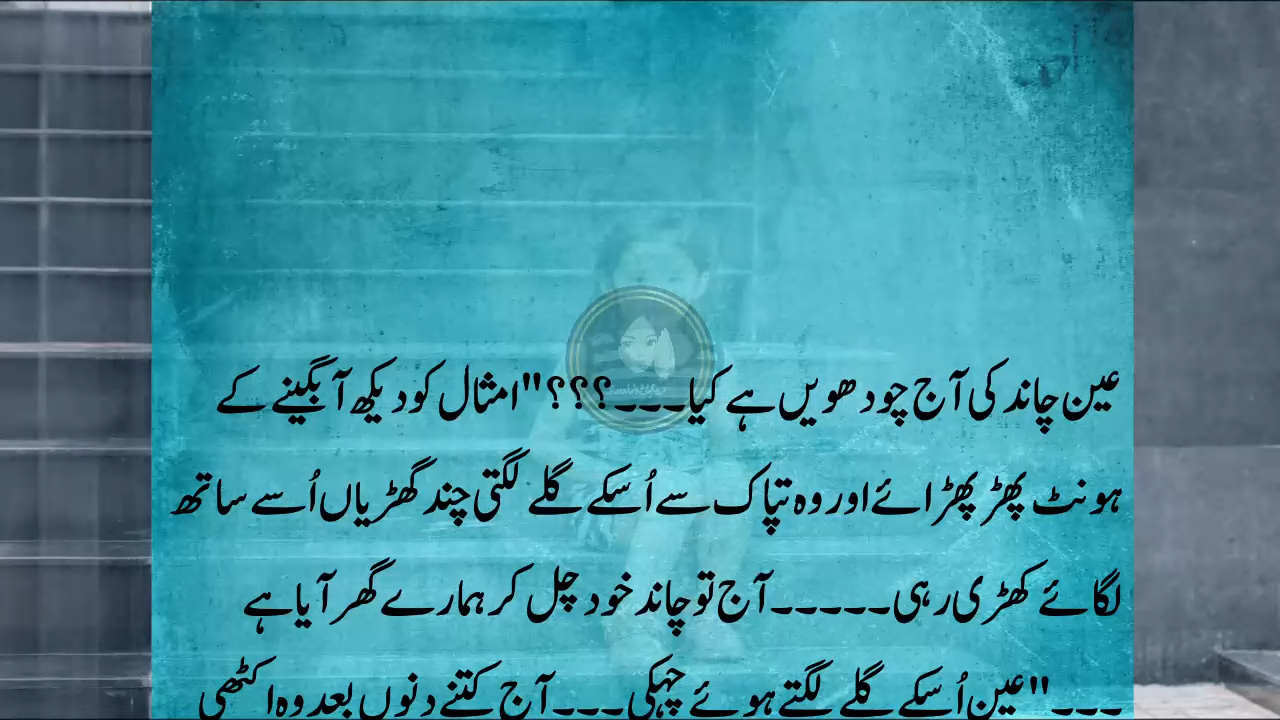 عین چاند کی آج چودھویں ہے کیا۔۔۔۔؟؟؟"امثال کو دیکھ آبگینے کے
ہونٹ پھڑپھڑائے اور وہ تپاک سے اُسکے گلے لگتی چند گھڑیاں اُسے ساتھ
لگائے کھڑی رہی۔۔۔۔۔آج تو چاند خود چل کر ہمارے گھر آیا ہے
۔۔۔"عین اُسکے گلے لگتے ہوئے چہکی۔۔۔آج کتنے دنوں بعد وہ اکٹھی